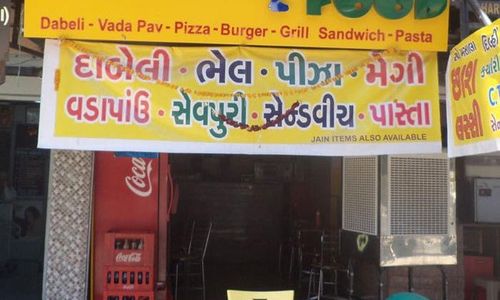 FOOD
Dabeli - Vada Pav - Pizza - Burger - Grill Sandwich - Pasta
દાબેલી · ભેલ · પીઝા · મેગી
વડાપાંઉ · સેવપુરી · સેન્ડવીચ · પાસ્તા
JAIN ITEMS ALSO AVAILABLE
છાશ
લસ્સી
Coca-Cola
Coca-Cola